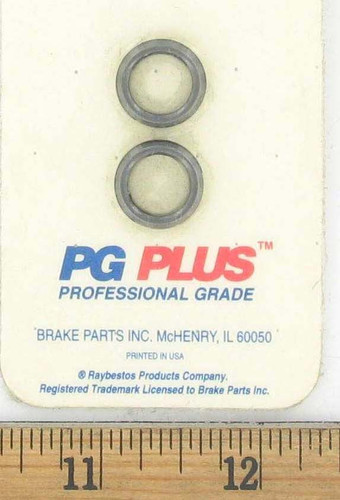 PG PLUS™
PROFESSIONAL GRADE
BRAKE PARTS INC. McHENRY, IL 60050
PRINTED IN USA
® Raybestos Products Company.
Registered Trademark Licensed to Brake Parts Inc.
11 12